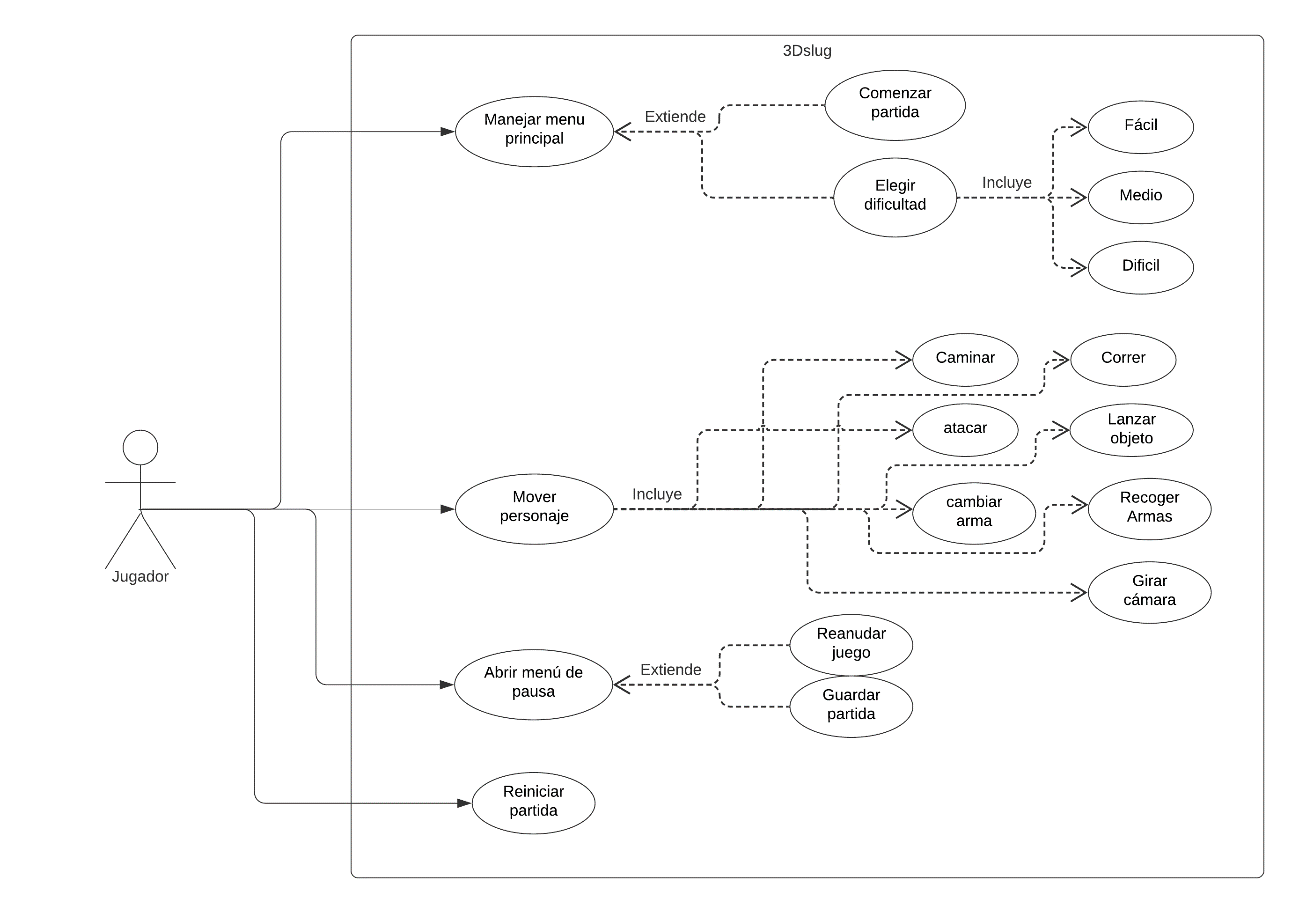 3Dslug
Manejar menu
principal
Extiende
Comenzar
partida
Elegir
dificultad
Incluye
Fácil
Medio
Dificil
Jugador
Mover
personaje
Incluye
Caminar
Correr
atacar
Lanzar
objeto
cambiar
arma
Recoger
Armas
Girar
cámara
Abrir menú de
pausa
Extiende
Reanudar
juego
Guardar
partida
Reiniciar
partida